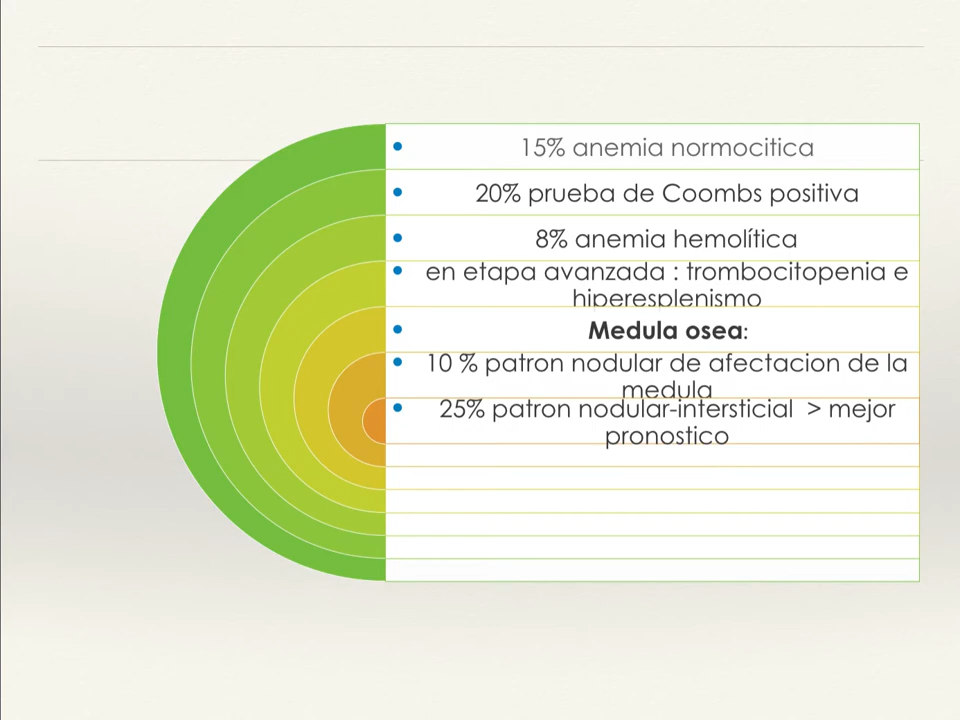 • 15% anemia normocitica
• 20% prueba de Coombs positiva
• 8% anemia hemolítica
• en etapa avanzada : trombocitopenia e
hiperesplenismo
• Medula osea:
• 10 % patron nodular de afectacion de la
medula
• 25% patron nodular-intersticial > mejor
pronostico